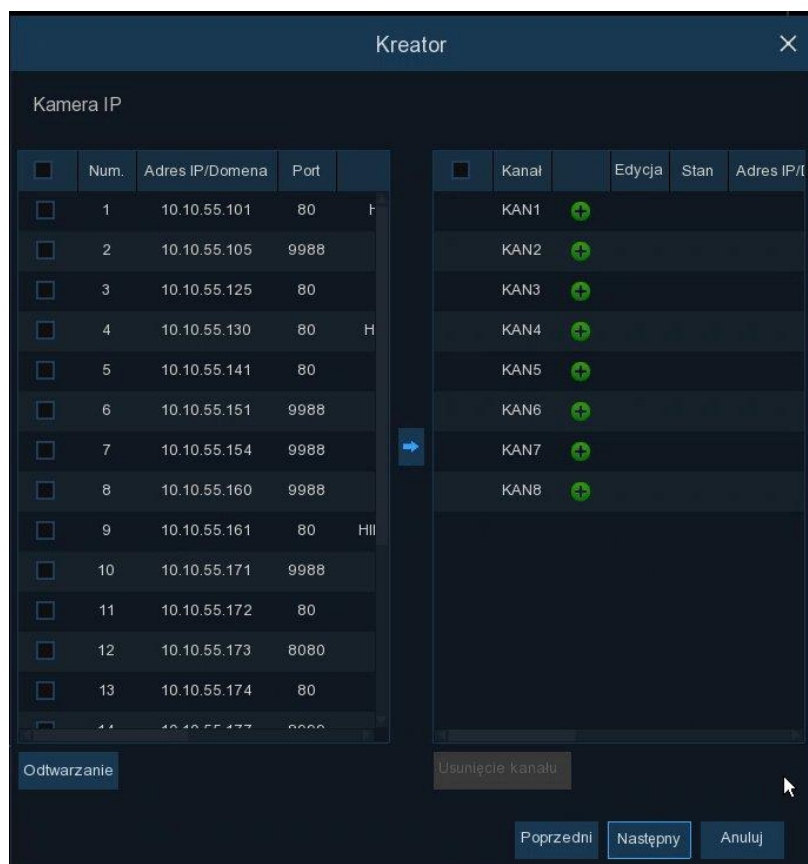 Kreator
Kamera IP
Num. Adres IP/Domena Port
1 10.10.55.101 80
2 10.10.55.105 9988
3 10.10.55.125 80
4 10.10.55.130 80 H
5 10.10.55.141 80
6 10.10.55.151 9988
7 10.10.55.154 9988
8 10.10.55.160 9988
9 10.10.55.161 80
10 10.10.55.171 9988
11 10.10.55.172 80
12 10.10.55.173 8080
13 10.10.55.174 80
Odtwarzanie
Kanał Edycja Stan Adres IP/
KAN1
KAN2
KAN3
KAN4
KAN5
KAN6
KAN7
KAN8
Usunięcie kanału
Poprzedni Następny Anuluj